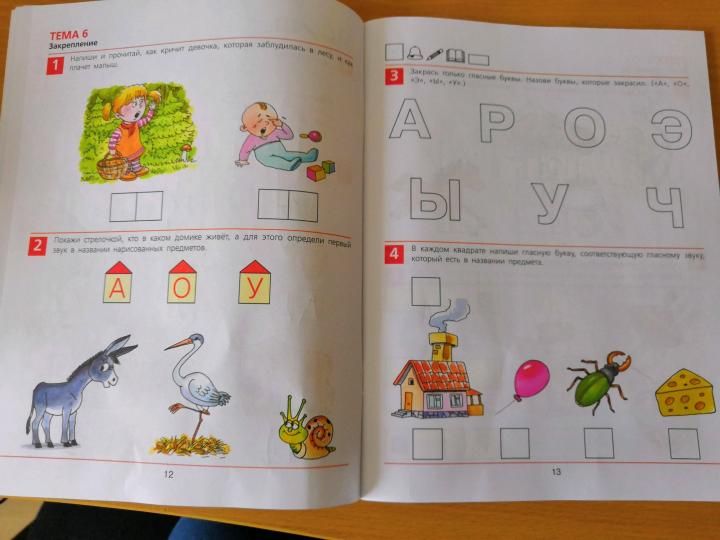 ТЕМА 6
Закрепление
1 Напиши и прочитай, как кричит девочка, которая заблудилась в лесу, и как
плачет малыш.
2 Покажи стрелочкой, кто в каком домике живёт, а для этого определи первый
звук в названии нарисованных предметов.
А О У
12
3 Закрась только гласные буквы. Назови буквы, которые закрасил. («А», «О»,
«Э», «Ы», «У».)
А Р О Э
Ы У Ч
4 В каждом квадрате напиши гласную букву, соответствующую гласному звуку,
который есть в названии предмета.
13